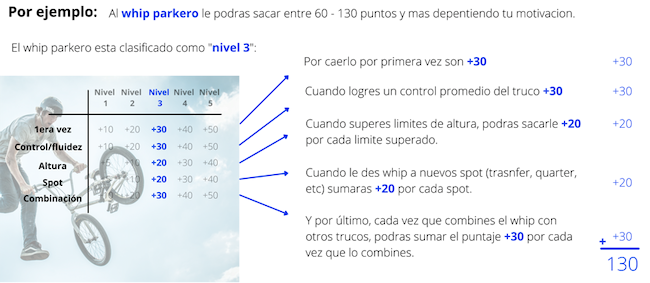 Por ejemplo: Al whip parkero le podras sacar entre 60 - 130 puntos y mas depentiendo tu motivacion.
El whip parkero esta clasificado como "nivel 3":
Nivel 1 Nivel 2 Nivel 3 Nivel 4 Nivel 5
1era vez +10 +20 +30 +40 +50
Control/fluidez +10 +20 +30 +40 +50
Altura +5 +10 +20 +30 +40
Spot +10 +20 +30 +40
Combinación +20 +30 +40 +50
Por caerlo por primera vez son +30 +30
Cuando logres un control promedio del truco +30 +30
Cuando superes limites de altura, podras sacarle +20 +20
por cada limite superado.
Cuando le des whip a nuevos spot (trasnfer, quarter,
etc) sumaras +20 por cada spot. +20
Y por último, cada vez que combines el whip con
otros trucos, podras sumar el puntaje +30 por cada + +30
vez que lo combines.
130